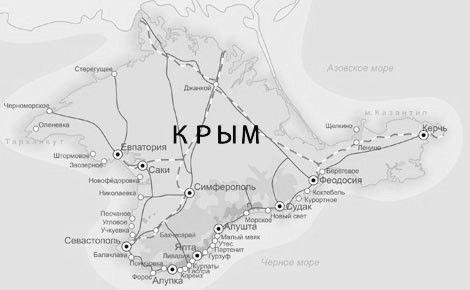 Азовское море
Стерегущее
Джанкой
Черноморское
м. Казантип
Оленевка
КРЫМ
Щелкино
Керчь
Тарханкут
Ленино
Евпатория
Штормовое
Заозерное
Саки
Береговое
Новофёдоровка
Феодосия
Симферополь
Николаевка
Коктебель
Курортное
Судак
Песчаное
Морское
Новый свет
Угловое
Алушта
Учкуевка
Малый маяк
Бахчисарай
Утес
Севастополь
Партенит
Ялта
Гурзуф
Балаклава
Ливадия
Черное море
Понизовка
Курпаты
Гаспра
Форос
Кореиз
Алупка